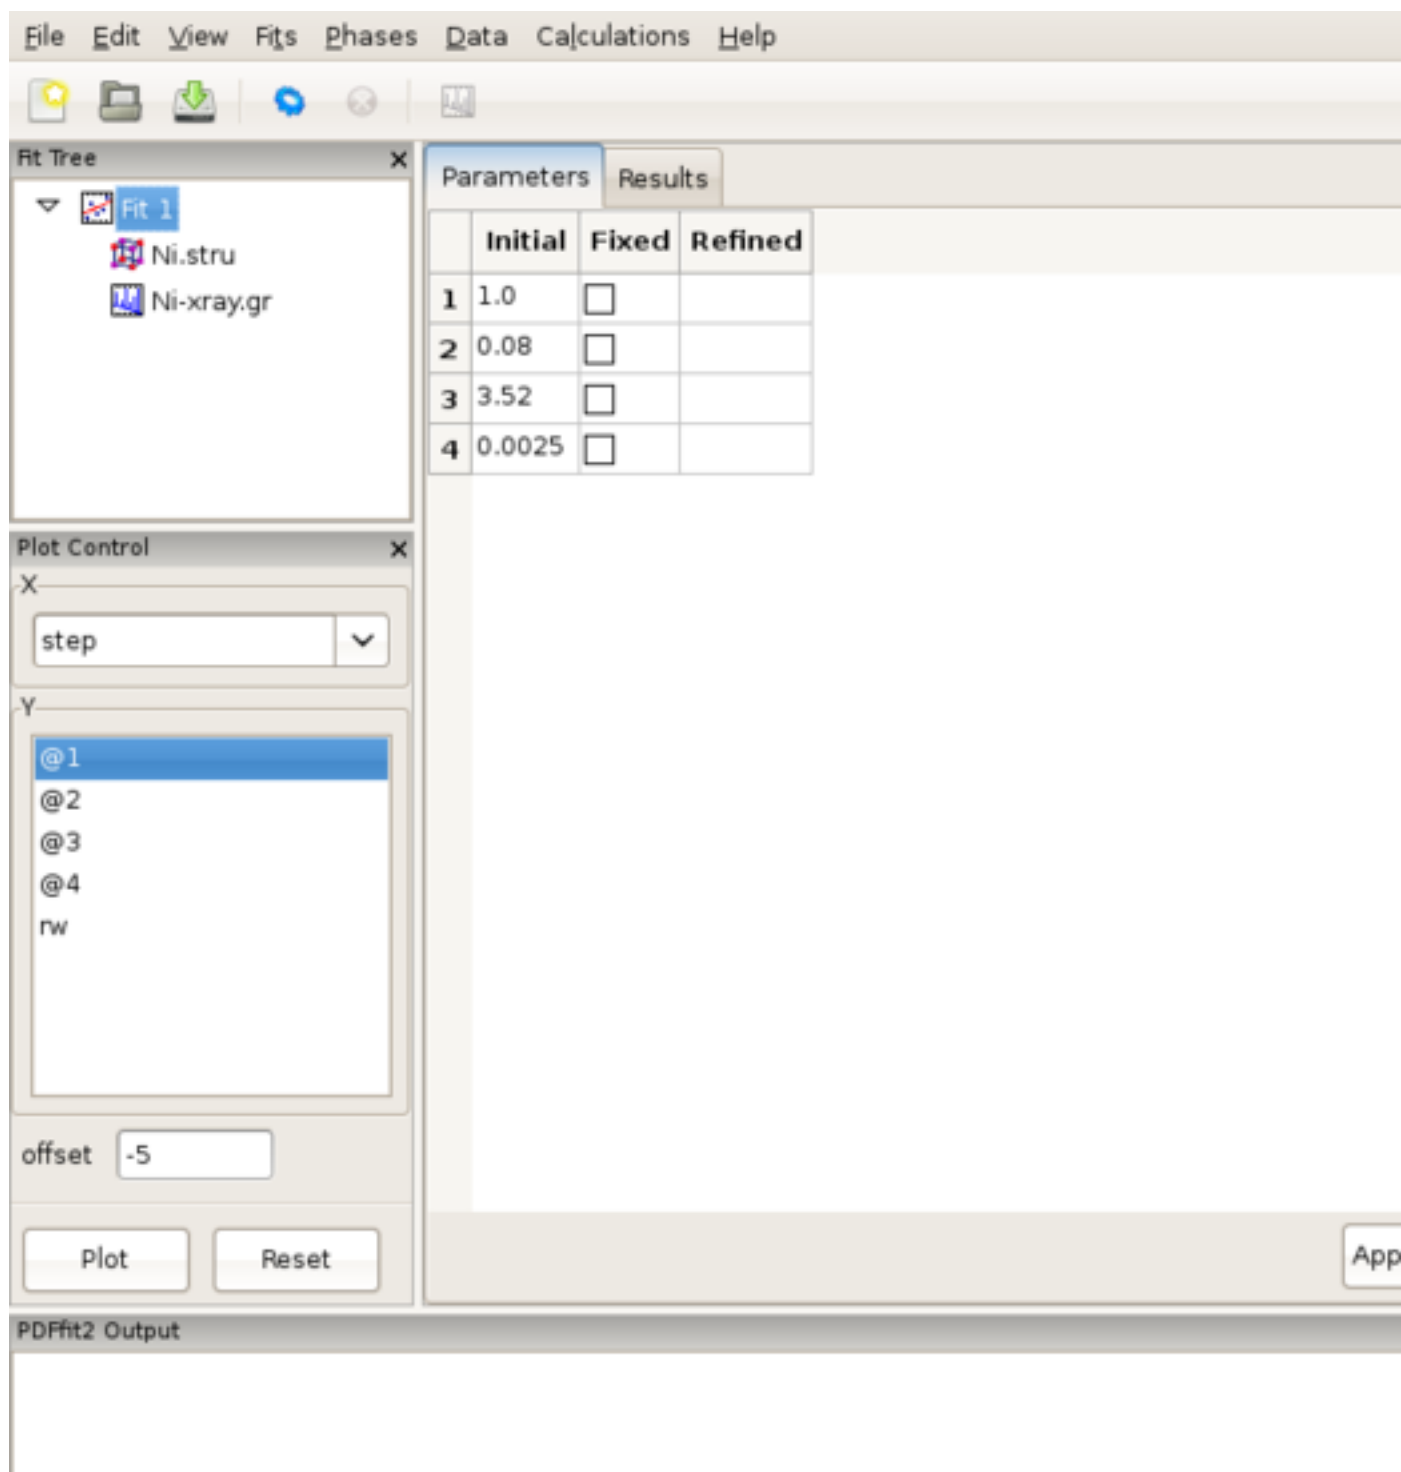 File Edit View Fits Phases Data Calculations Help
Fit Tree
Fit 1
Ni.stru
Ni-xray.gr
Parameters Results
Initial Fixed Refined
1 1.0
2 0.08
3 3.52
4 0.0025
Plot Control
X
step
Y
@1
@2
@3
@4
rw
offset -5
Plot Reset
App
PDFfit2 Output